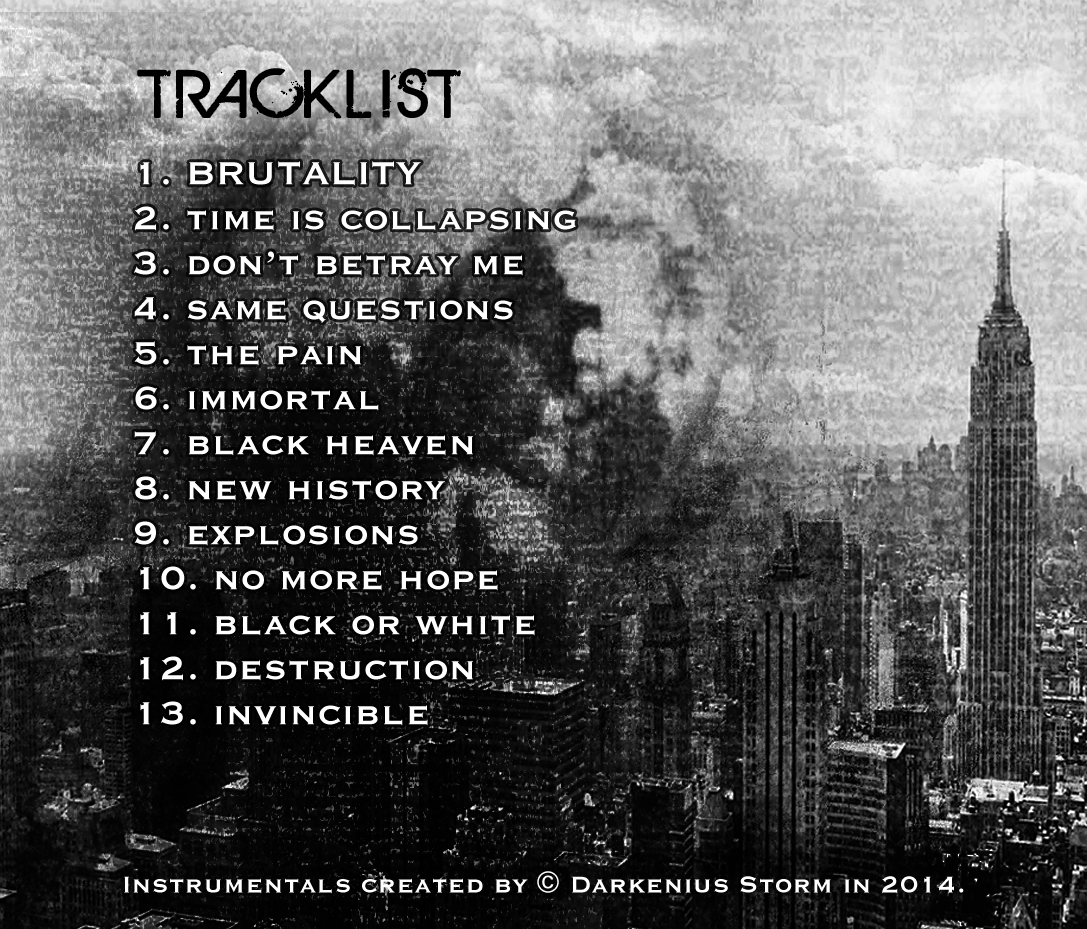 TRACKLIST
1. BRUTALITY
2. TIME IS COLLAPSING
3. DON'T BETRAY ME
4. SAME QUESTIONS
5. THE PAIN
6. IMMORTAL
7. BLACK HEAVEN
8. NEW HISTORY
9. EXPLOSIONS
10. NO MORE HOPE
11. BLACK OR WHITE
12. DESTRUCTION
13. INVINCIBLE
INSTRUMENTALS CREATED BY © DARKENIUS STORM IN 2014.